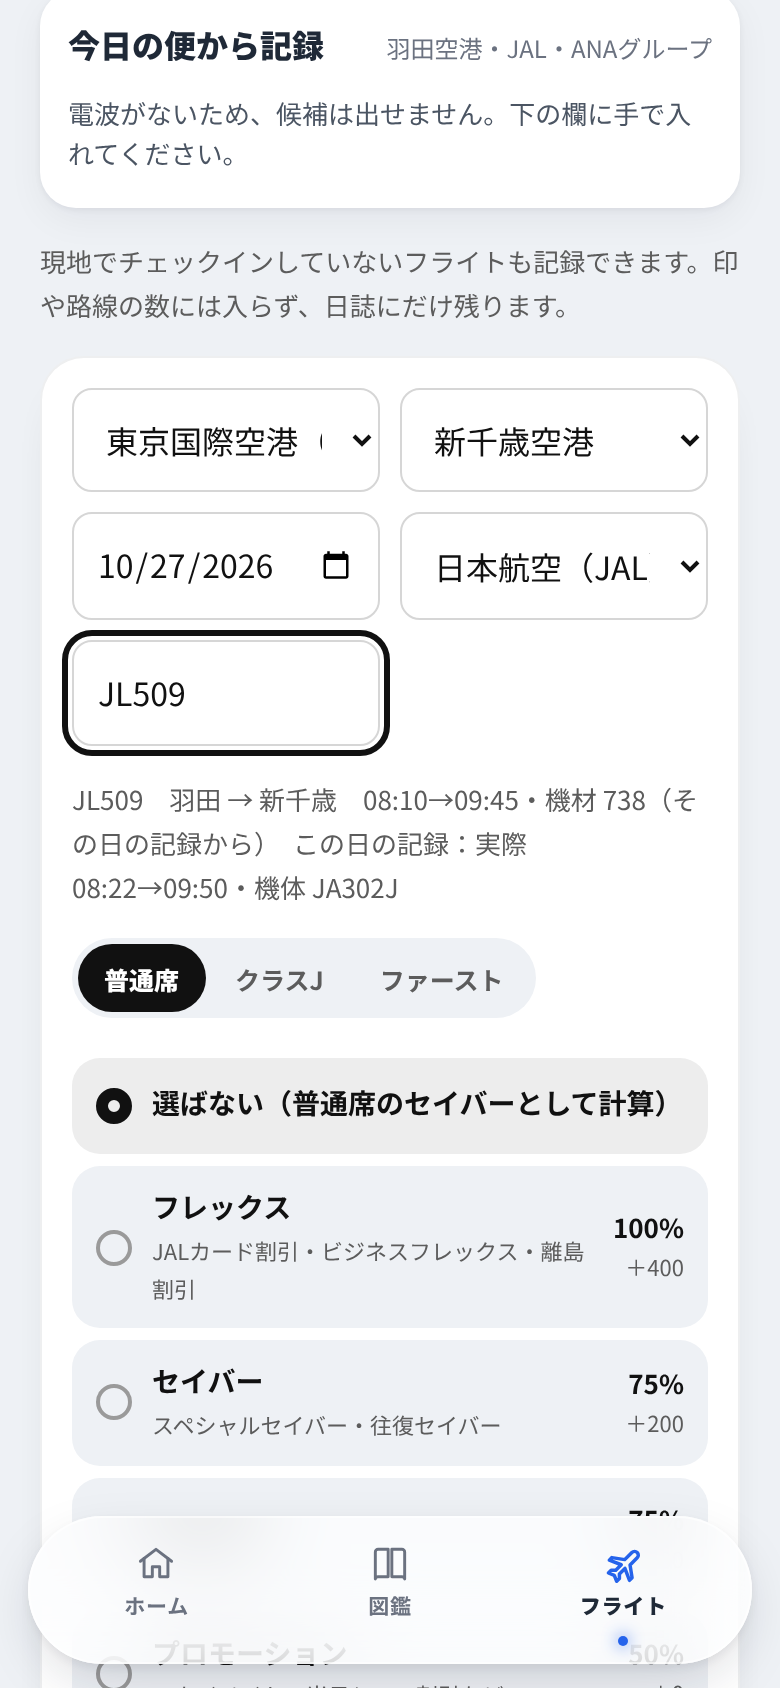 今日の便から記録
羽田空港・JAL・ANAグループ
電波がないため、候補は出せません。下の欄に手で入
れてください。
現地でチェックインしていないフライトも記録できます。印
や路線の数には入らず、日誌にだけ残ります。
東京国際空港（
新千歳空港
10/27/2026
日本航空（JAL
JL509
JL509　羽田 → 新千歳　08:10→09:45・機材 738（そ
の日の記録から）　この日の記録：実際
08:22→09:50・機体 JA302J
普通席
クラスJ
ファースト
選ばない（普通席のセイバーとして計算）
フレックス
JALカード割引・ビジネスフレックス・離島
割引
100%
＋400
セイバー
スペシャルセイバー・往復セイバー
75%
＋200
75%
ホーム
図鑑
フライト
プロモーション
50%